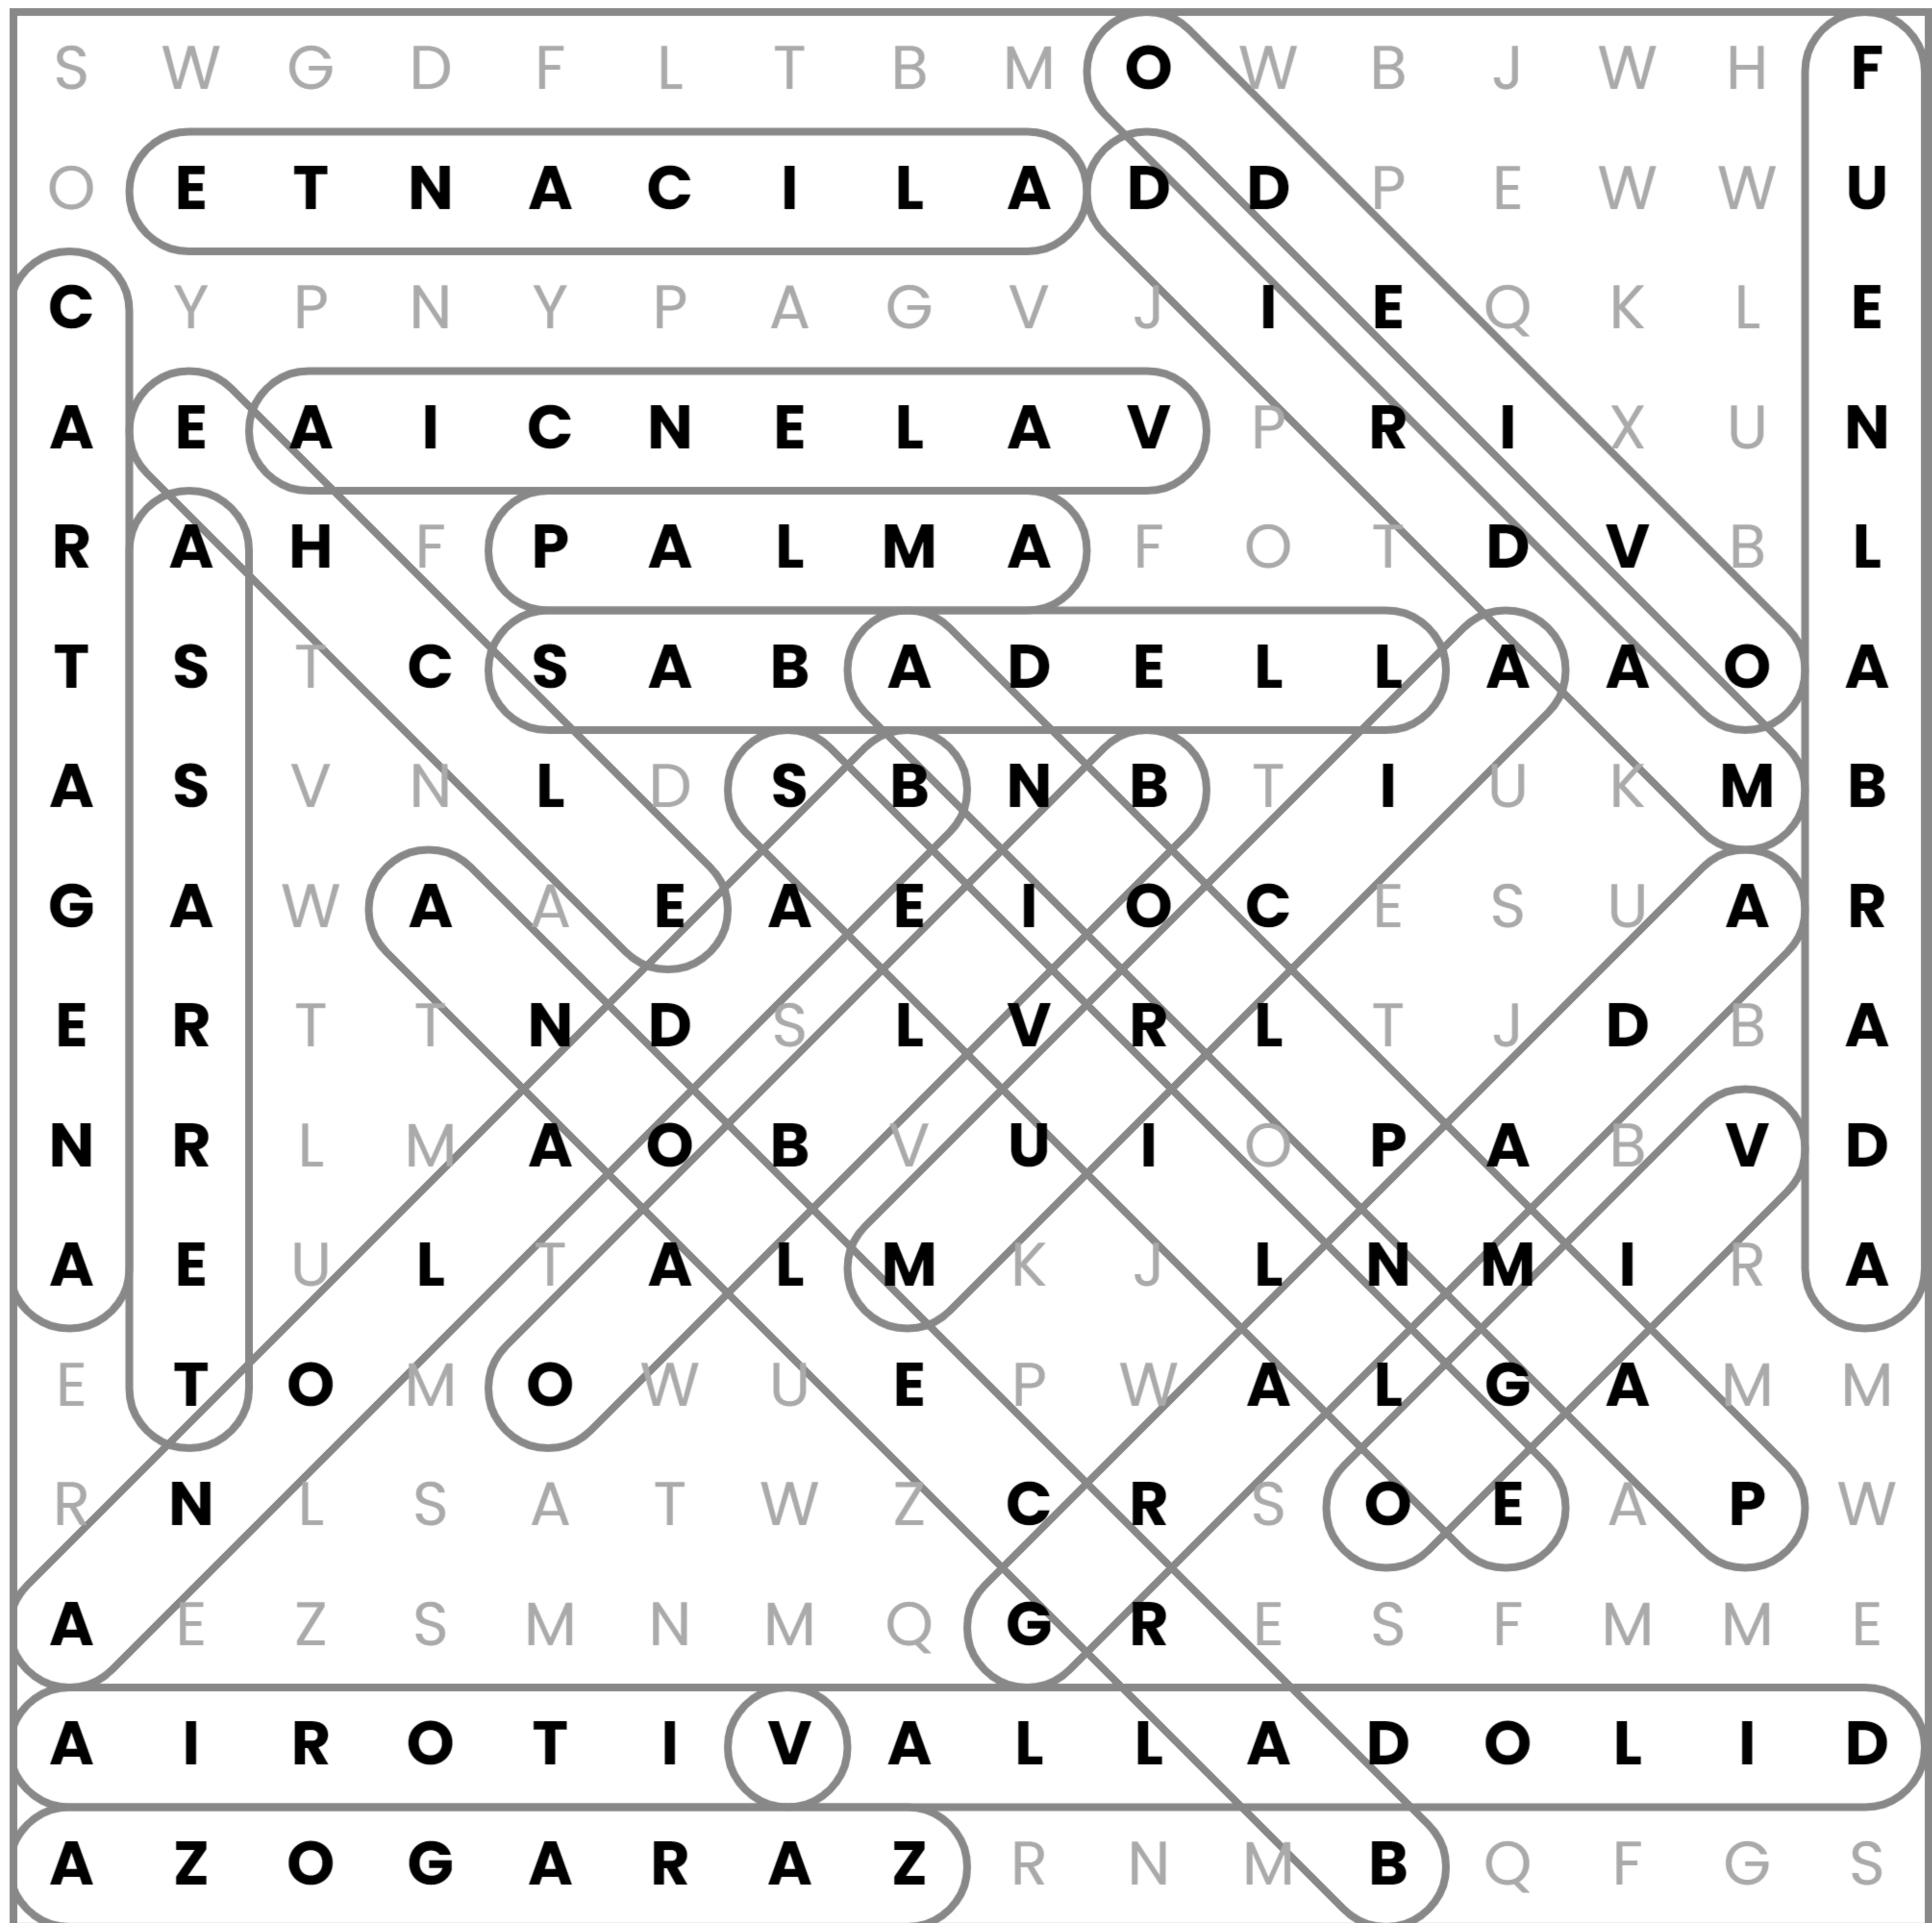 S W G D F L T B M O W B J W H F
O E T N A C I L A D D P E W W U
C Y P N Y P A G V J I E Q K L E
A E A I C N E L A V P R I X U N
R A H F P A L M A F O T D V B L
T S T C S A B A D E L L A A O A
A S V N L D S B N B T I U K M B
G A W A A E A E I O C E S U A R
E R T T N D S L V R L T J D B A
N R L M A O B V U I O P A B V D
A E U L T A L M K J L N M I R A
E T O M O W U E P W A L G A M M
R N L S A T W Z C R S O E A P W
A E Z S M N M Q G R E S F M M E
A I R O T I V A L L A D O L I D
A Z O G A R A Z R N M B Q F G S